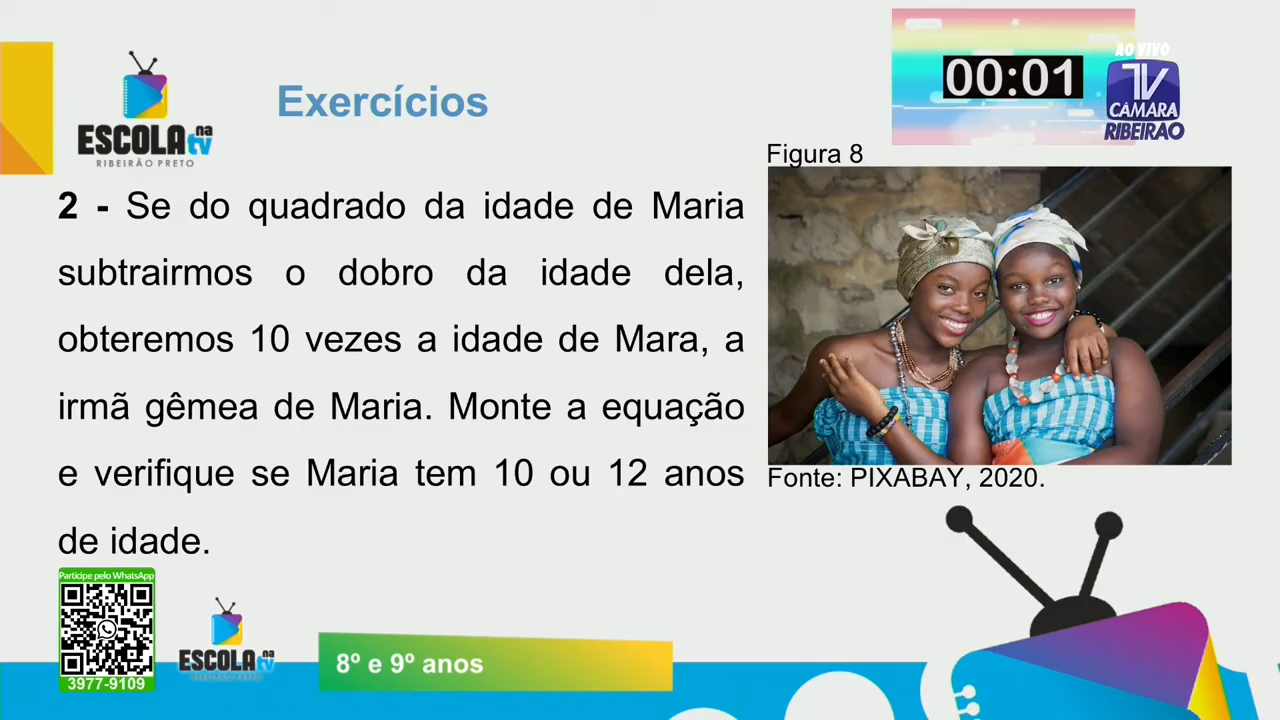 ESCOLA na tv
RIBEIRÃO PRETO
Exercícios
00:01
AO VIVO
TV
CÂMARA
RIBEIRÃO
Figura 8
2 - Se do quadrado da idade de Maria
subtrairmos o dobro da idade dela,
obteremos 10 vezes a idade de Mara, a
irmã gêmea de Maria. Monte a equação
e verifique se Maria tem 10 ou 12 anos
de idade.
Fonte: PIXABAY, 2020.
Participe pelo WhatsApp
3977-9109
ESCOLA na tv
RIBEIRÃO PRETO
8º e 9º anos